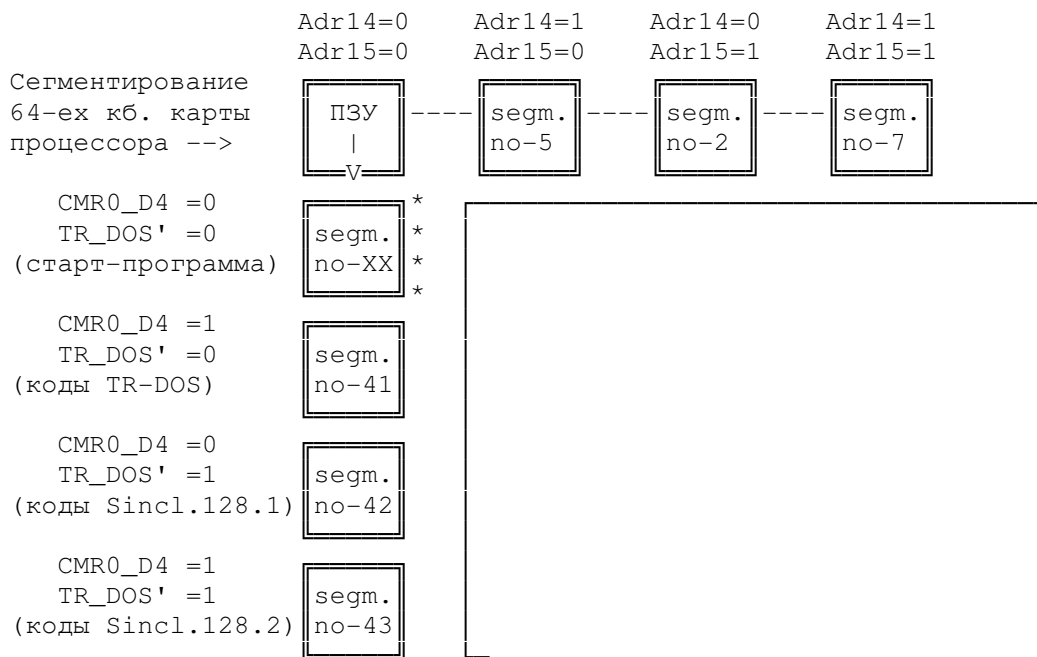 Adr14=0 Adr14=1 Adr14=0 Adr14=1
Adr15=0 Adr15=0 Adr15=1 Adr15=1
Сегментирование
64-ех кб. карты ПЗУ ---- segm. ---- segm. ---- segm.
процессора --> | no-5 no-2 no-7
V
CMR0_D4 =0 *
TR_DOS' =0 segm. *
(старт-программа) no-XX *
*
CMR0_D4 =1
TR_DOS' =0 segm.
(коды TR-DOS) no-41
CMR0_D4 =0
TR_DOS' =1 segm.
(коды Sincl.128.1) no-42
CMR0_D4 =1
TR_DOS' =1 segm.
(коды Sincl.128.2) no-43